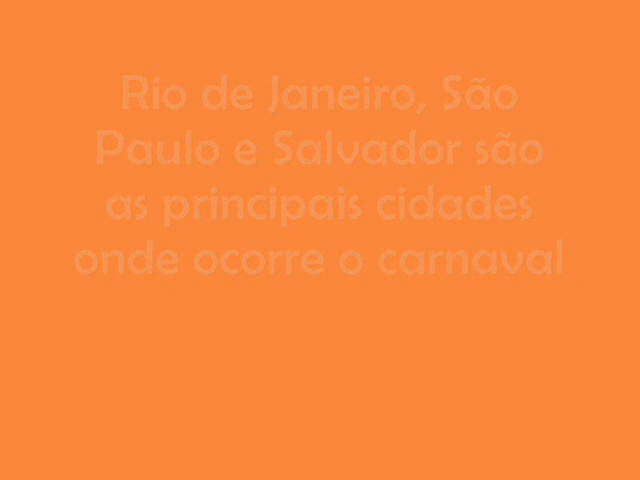 Rio de Janeiro, São
Paulo e Salvador são
as principais cidades
onde ocorre o carnaval